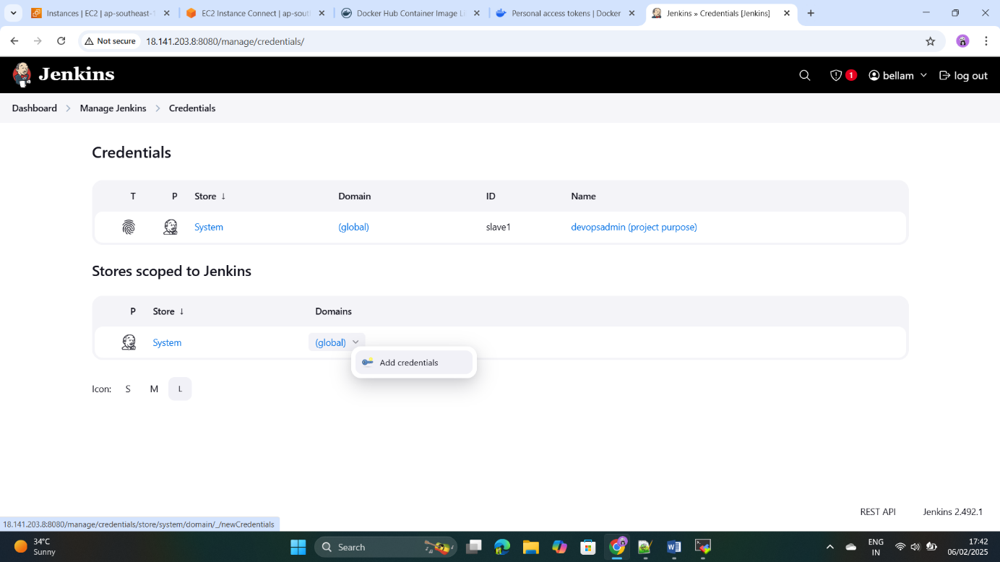 Instances | EC2 | ap-southeast-1
EC2 Instance Connect | ap-sout
Docker Hub Container Image Li
Personal access tokens | Docker
Jenkins » Credentials [Jenkins]
Not secure
18.141.203.8:8080/manage/credentials/
Jenkins
1
bellam
log out
Dashboard
Manage Jenkins
Credentials
Credentials
T P Store ↓ Domain ID Name
System (global) slave1 devopsadmin (project purpose)
Stores scoped to Jenkins
P Store ↓ Domains
System (global)
Add credentials
Icon: S M L
REST API Jenkins 2.492.1
18.141.203.8:8080/manage/credentials/store/system/domain/_/newCredentials
34°C
Sunny
Search
ENG
IN
17:42
06/02/2025